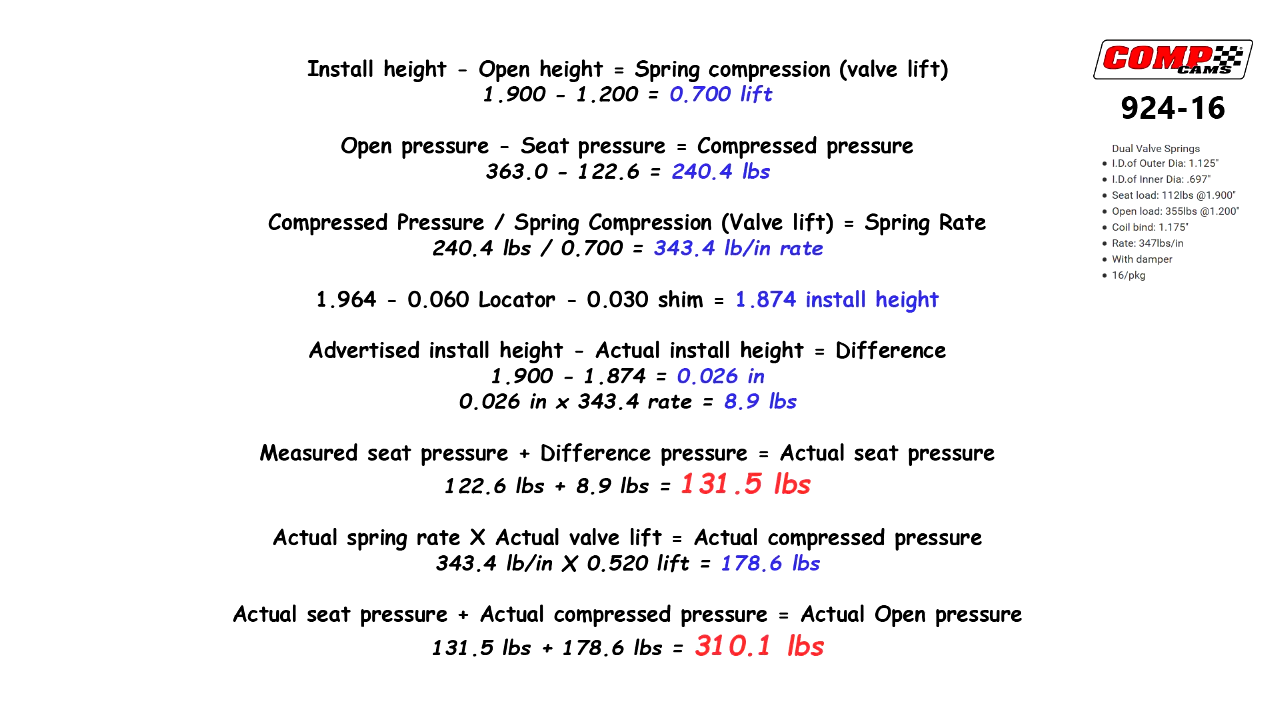 Install height - Open height = Spring compression (valve lift)
1.900 - 1.200 = 0.700 lift
Open pressure - Seat pressure = Compressed pressure
363.0 - 122.6 = 240.4 lbs
Compressed Pressure / Spring Compression (Valve lift) = Spring Rate
240.4 lbs / 0.700 = 343.4 lb/in rate
1.964 - 0.060 Locator - 0.030 shim = 1.874 install height
Advertised install height - Actual install height = Difference
1.900 - 1.874 = 0.026 in
0.026 in x 343.4 rate = 8.9 lbs
Measured seat pressure + Difference pressure = Actual seat pressure
122.6 lbs + 8.9 lbs = 131.5 lbs
Actual spring rate X Actual valve lift = Actual compressed pressure
343.4 lb/in X 0.520 lift = 178.6 lbs
Actual seat pressure + Actual compressed pressure = Actual Open pressure
131.5 lbs + 178.6 lbs = 310.1 lbs
COMP
CAMS
924-16
Dual Valve Springs
• I.D.of Outer Dia: 1.125"
• I.D.of Inner Dia: .697"
• Seat load: 112lbs @1.900"
• Open load: 355lbs @1.200"
• Coil bind: 1.175"
• Rate: 347lbs/in
• With damper
• 16/pkg